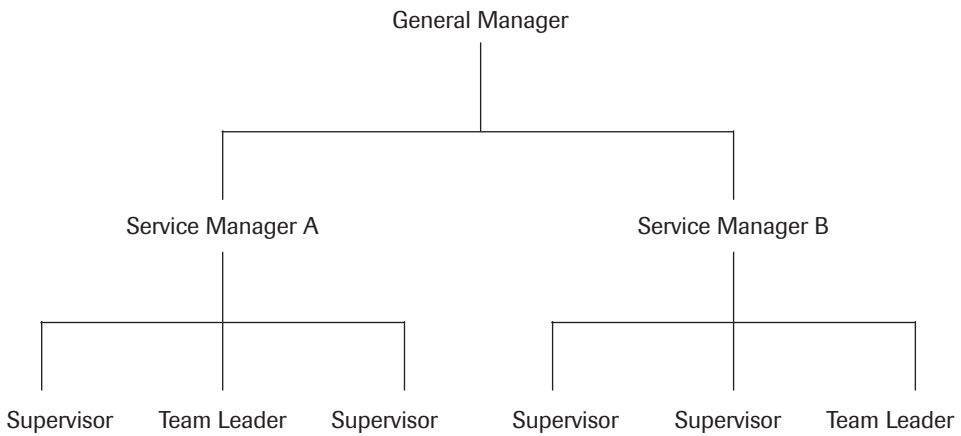 General Manager
Service Manager A Service Manager B
Supervisor Team Leader Supervisor Supervisor Supervisor Team Leader